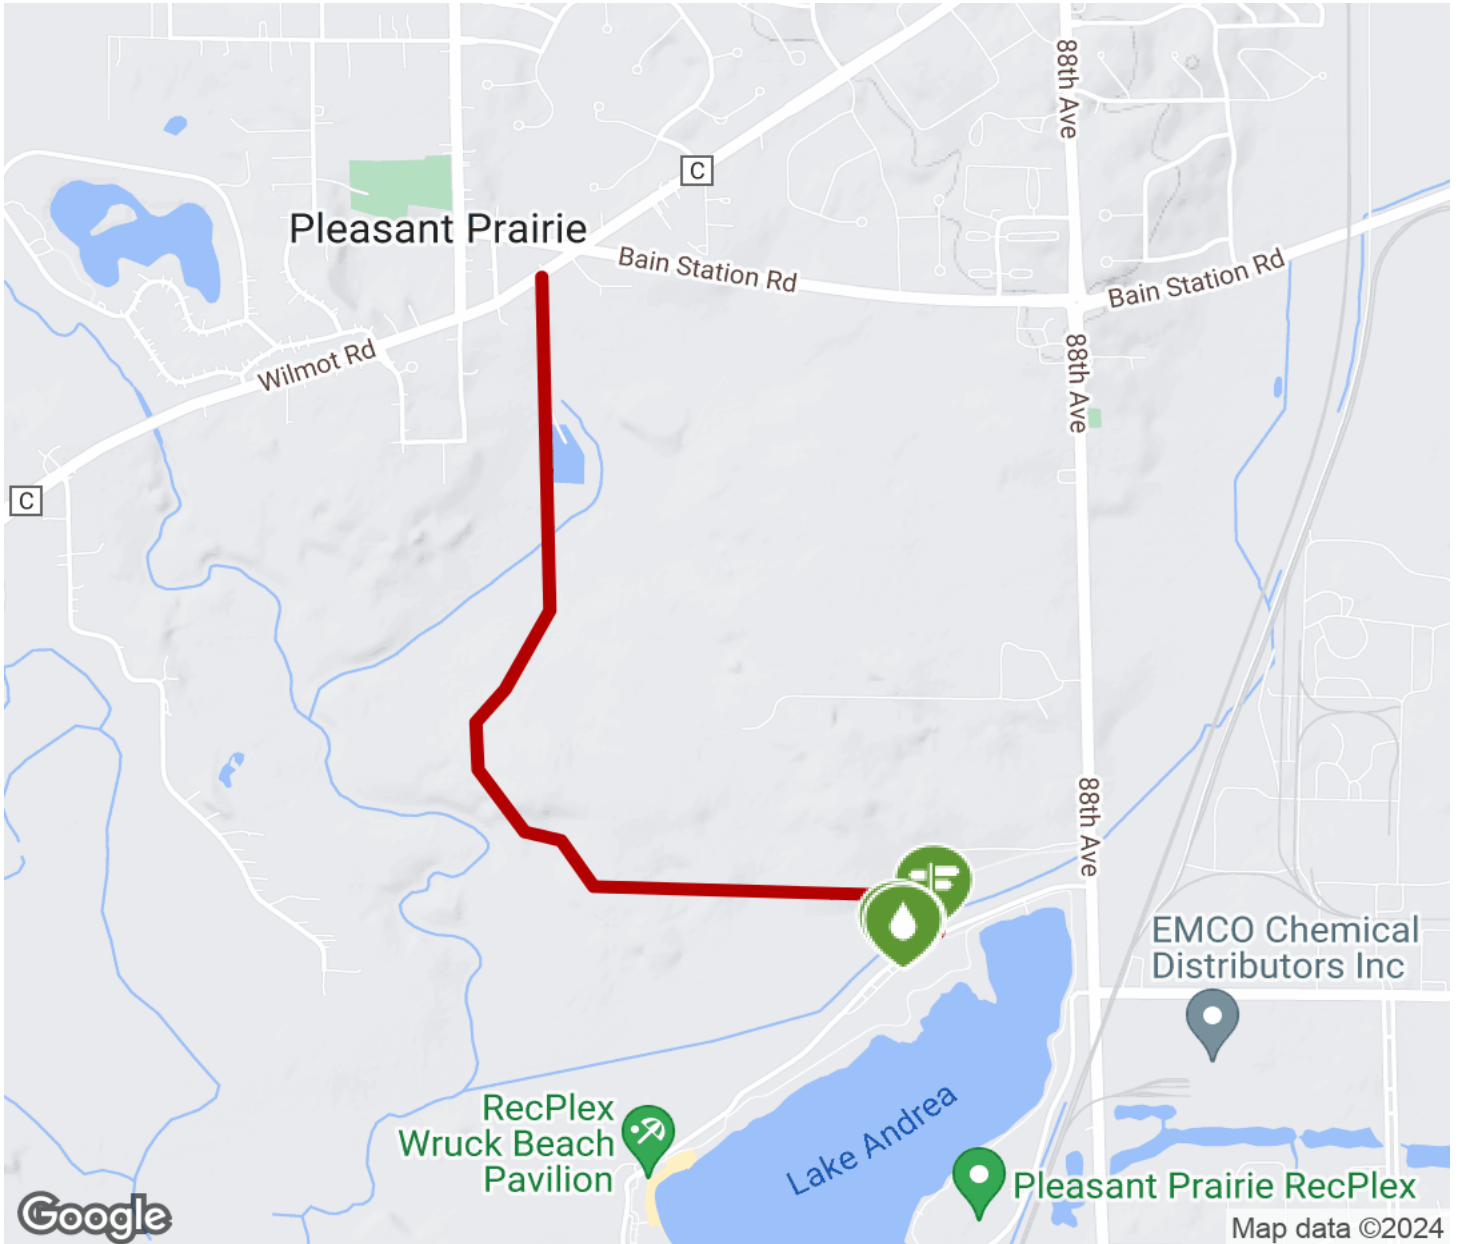 88th Ave
C
Pleasant Prairie
Bain Station Rd
Bain Station Rd
Wilmot Rd
88th Ave
C
88th Ave
EMCO Chemical
Distributors Inc
RecPlex
Wruck Beach
Pavilion
Lake Andrea
Pleasant Prairie RecPlex
Google
Map data ©2024